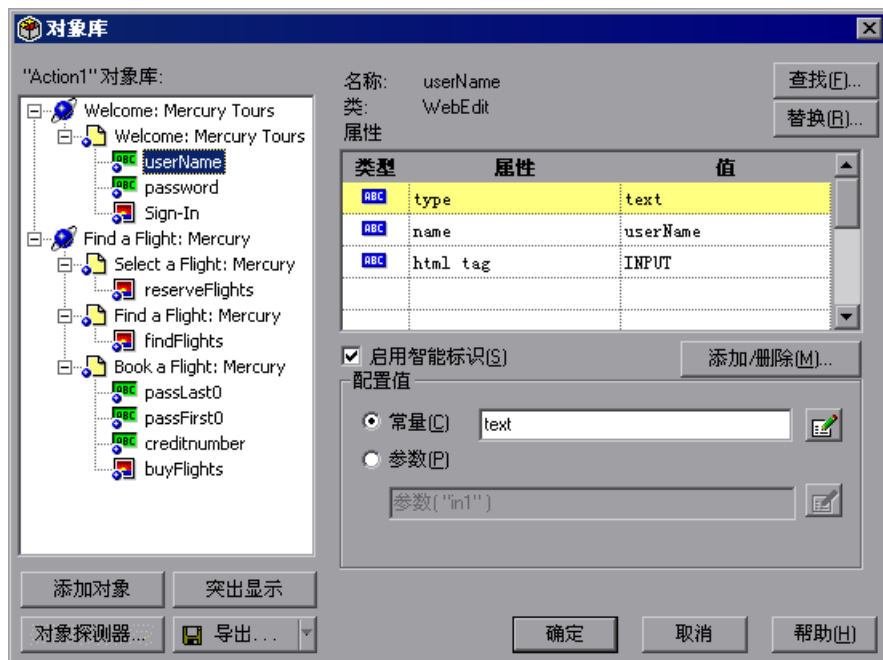 对象库
"Action1"对象库:
Welcome: Mercury Tours
Welcome: Mercury Tours
userName
password
Sign-In
Find a Flight: Mercury
Select a Flight: Mercury
reserveFlights
Find a Flight: Mercury
findFlights
Book a Flight: Mercury
passLast0
passFirst0
creditnumber
buyFlights
添加对象 突出显示
对象探测器... 导出...
名称: userName
类: WebEdit
属性
查找(F)...
替换(R)...
类型 属性 值
ABC type text
ABC name userName
ABC html tag INPUT
启用智能标识(S) 添加/删除(M)...
配置值
常量(C) text
参数(P)
参数("in1")
确定 取消 帮助(H)